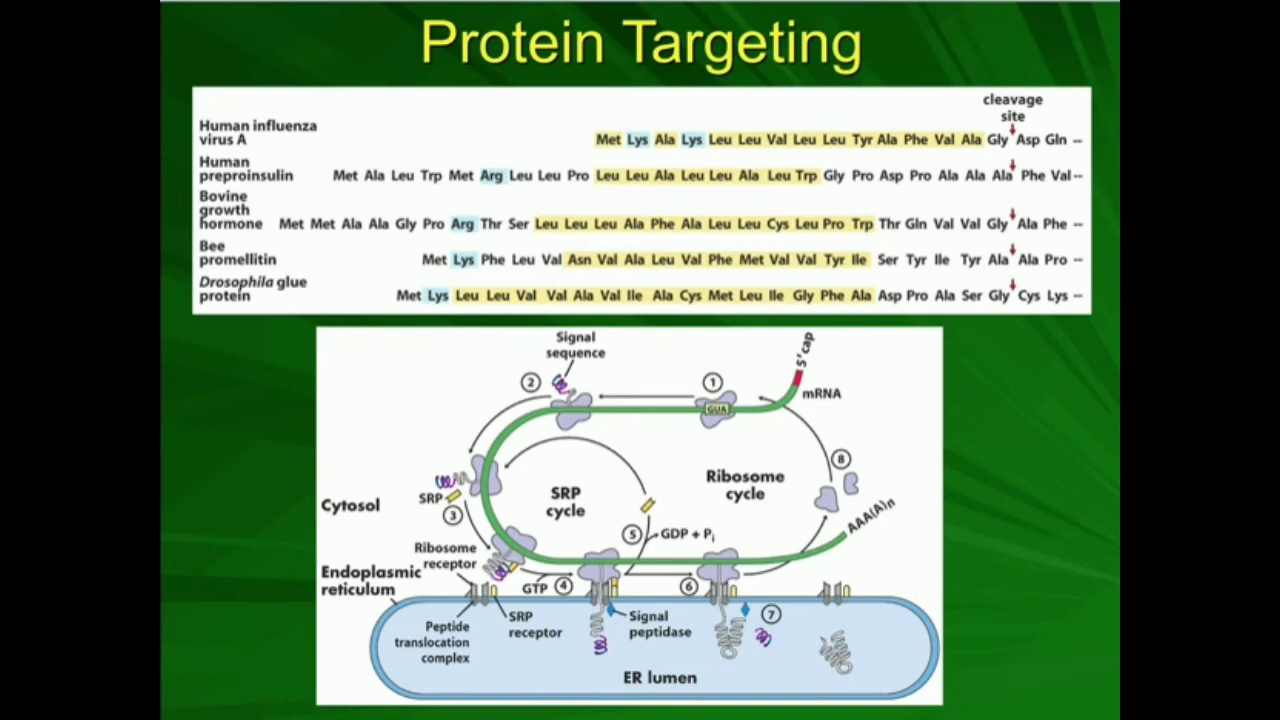 Protein Targeting
cleavage
site
Human influenza
virus A Met Lys Ala Lys Leu Leu Val Leu Leu Tyr Ala Phe Val Ala Gly Asp Gln --
Human
preproinsulin Met Ala Leu Trp Met Arg Leu Leu Pro Leu Leu Ala Leu Leu Ala Leu Trp Gly Pro Asp Pro Ala Ala Ala Phe Val --
Bovine
growth
hormone Met Met Ala Ala Gly Pro Arg Thr Ser Leu Leu Leu Ala Phe Ala Leu Leu Cys Leu Pro Trp Thr Gln Val Val Gly Ala Phe --
Bee
promellitin Met Lys Phe Leu Val Asn Val Ala Leu Val Phe Met Val Val Tyr Ile Ser Tyr Ile Tyr Ala Ala Pro --
Drosophila glue
protein Met Lys Leu Leu Val Val Ala Val Ile Ala Cys Met Leu Ile Gly Phe Ala Asp Pro Ala Ser Gly Cys Lys --
Signal
sequence
5' cap
2
1
mRNA
GUA
8
Ribosome
cycle
SRP
cycle
Cytosol
SRP
3
AAA(A)n
5
GDP + Pi
Ribosome
receptor
Endoplasmic
reticulum
GTP
4
6
SRP
receptor
Signal
peptidase
7
Peptide
translocation
complex
ER lumen